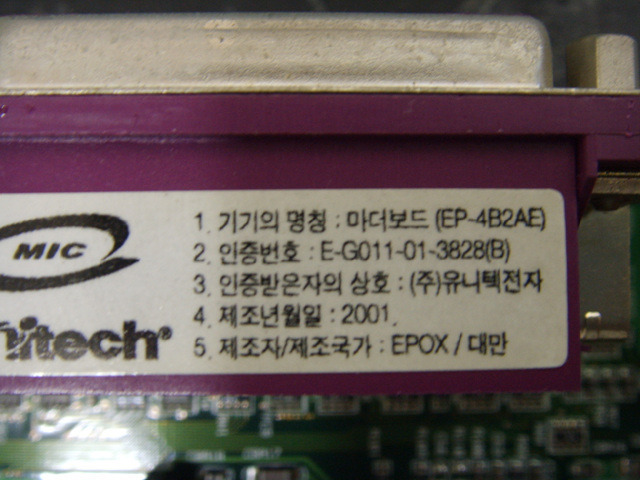 MIC
1. 기기의 명칭 : 마더보드 (EP-4B2AE)
2. 인증번호 : E-G011-01-3828(B)
3. 인증받은자의 상호 : (주)유니텍전자
4. 제조년월일 : 2001.
nitech®
5. 제조자/제조국가 : EPOX / 대만